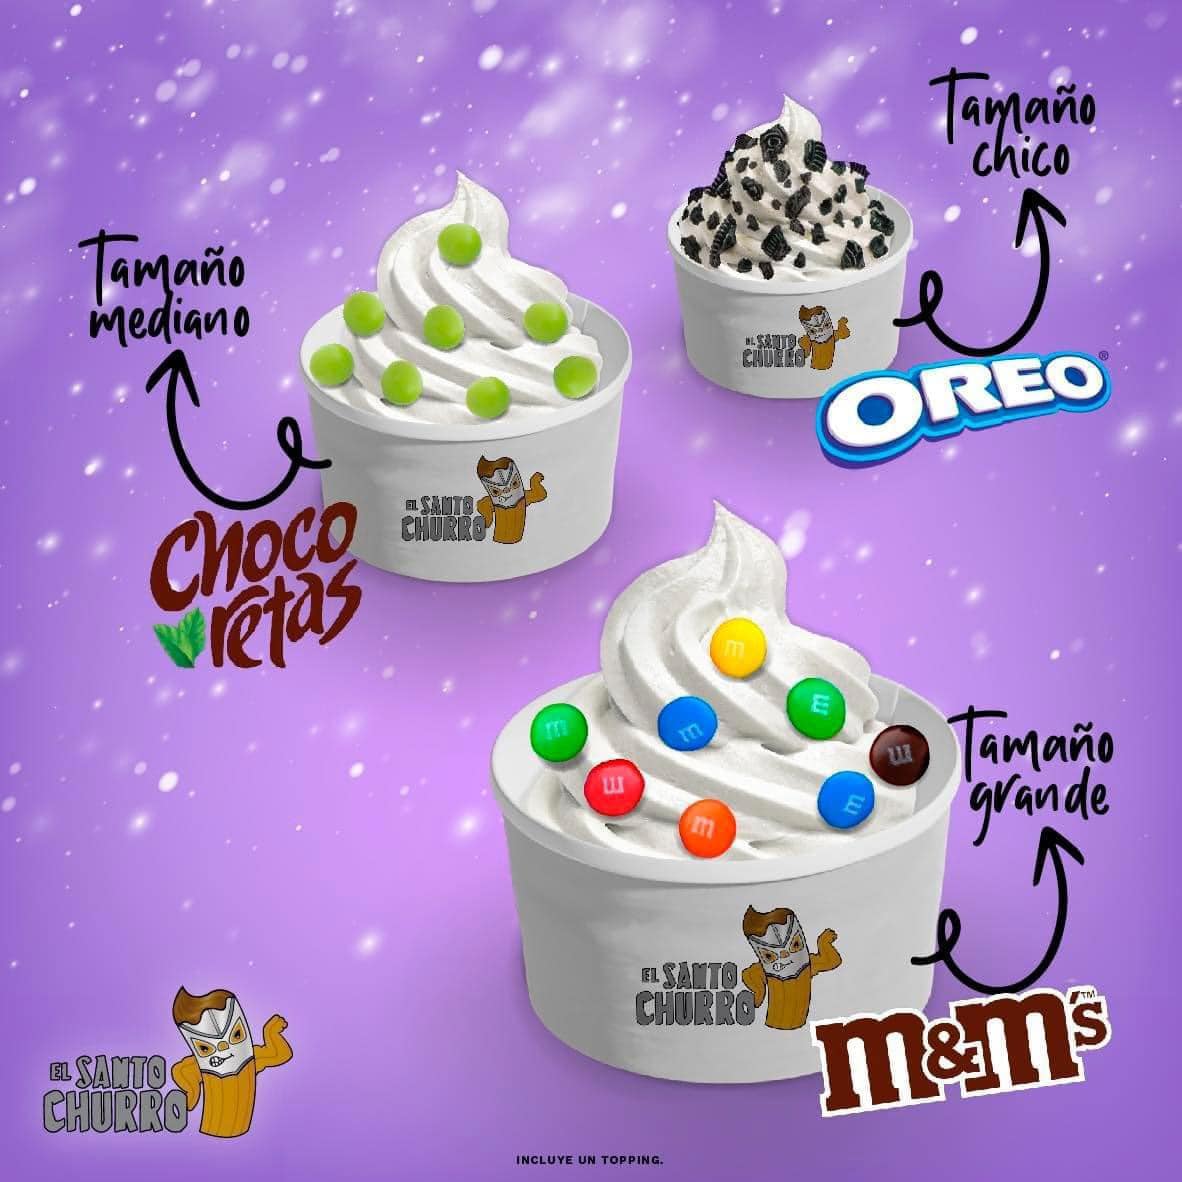 Tamaño
chico
OREO®
EL SANTO
CHURRO
Tamaño
mediano
Choco
retas
EL SANTO
CHURRO
Tamaño
grande
m
m
m
m
m
m
m
m
EL SANTO
CHURRO
m&m's™
EL SANTO
CHURRO
INCLUYE UN TOPPING.